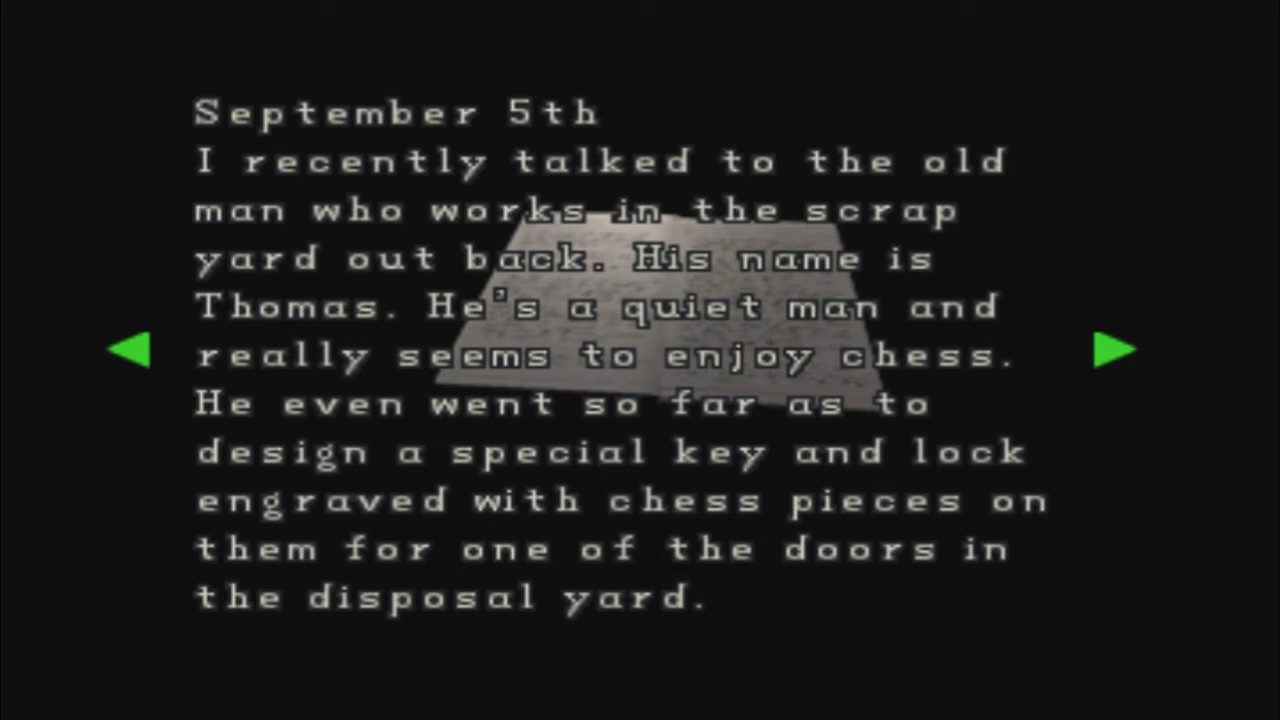 September 5th
I recently talked to the old
man who works in the scrap
yard out back. His name is
Thomas. He's a quiet man and
really seems to enjoy chess.
He even went so far as to
design a special key and lock
engraved with chess pieces on
them for one of the doors in
the disposal yard.